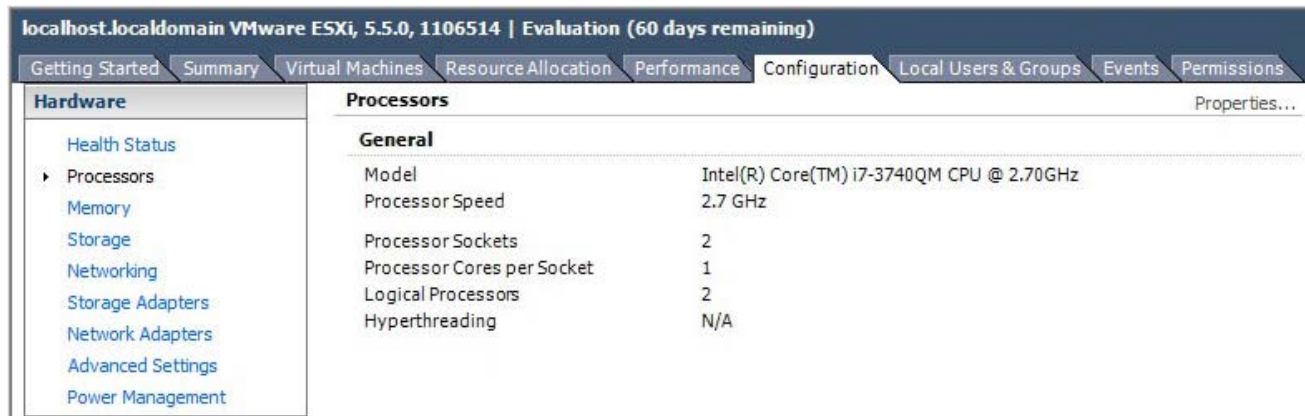 localhost.localdomain VMware ESXi, 5.5.0, 1106514 | Evaluation (60 days remaining)
Getting Started Summary Virtual Machines Resource Allocation Performance Configuration Local Users & Groups Events Permissions
Hardware
Health Status
Processors
Memory
Storage
Networking
Storage Adapters
Network Adapters
Advanced Settings
Power Management
Processors Properties...
General
Model Intel(R) Core(TM) i7-3740QM CPU @ 2.70GHz
Processor Speed 2.7 GHz
Processor Sockets 2
Processor Cores per Socket 1
Logical Processors 2
Hyperthreading N/A